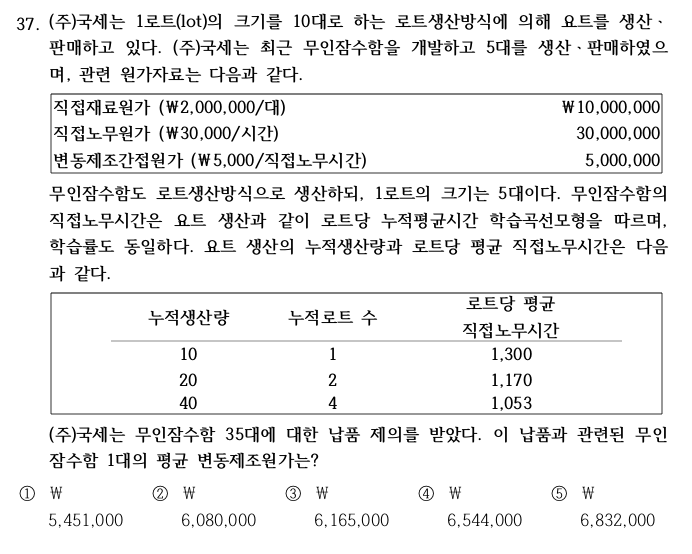 37. (주)국세는 1로트(lot)의 크기를 10대로 하는 로트생산방식에 의해 요트를 생산ㆍ
판매하고 있다. (주)국세는 최근 무인잠수함을 개발하고 5대를 생산ㆍ판매하였으
며, 관련 원가자료는 다음과 같다.
직접재료원가 (₩2,000,000/대) ₩10,000,000
직접노무원가 (₩30,000/시간) 30,000,000
변동제조간접원가 (₩5,000/직접노무시간) 5,000,000
무인잠수함도 로트생산방식으로 생산하되, 1로트의 크기는 5대이다. 무인잠수함의
직접노무시간은 요트 생산과 같이 로트당 누적평균시간 학습곡선모형을 따르며,
학습률도 동일하다. 요트 생산의 누적생산량과 로트당 평균 직접노무시간은 다음
과 같다.
누적생산량 누적로트 수 로트당 평균
직접노무시간
10 1 1,300
20 2 1,170
40 4 1,053
(주)국세는 무인잠수함 35대에 대한 납품 제의를 받았다. 이 납품과 관련된 무인
잠수함 1대의 평균 변동제조원가는?
① ₩ ② ₩ ③ ₩ ④ ₩ ⑤ ₩
5,451,000 6,080,000 6,165,000 6,544,000 6,832,000